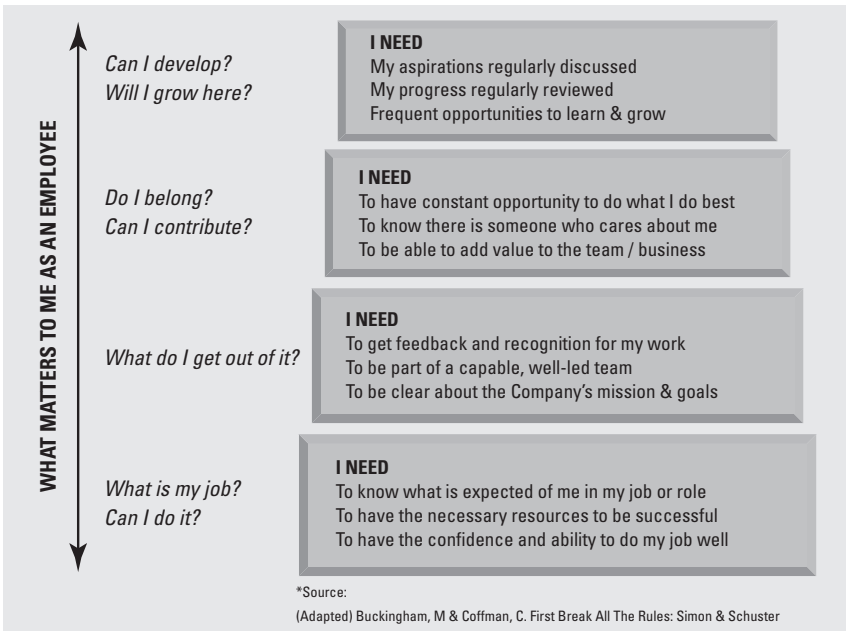 WHAT MATTERS TO ME AS AN EMPLOYEE
Can I develop?
Will I grow here?
I NEED
My aspirations regularly discussed
My progress regularly reviewed
Frequent opportunities to learn & grow
Do I belong?
Can I contribute?
I NEED
To have constant opportunity to do what I do best
To know there is someone who cares about me
To be able to add value to the team / business
What do I get out of it?
I NEED
To get feedback and recognition for my work
To be part of a capable, well-led team
To be clear about the Company's mission & goals
What is my job?
Can I do it?
I NEED
To know what is expected of me in my job or role
To have the necessary resources to be successful
To have the confidence and ability to do my job well
*Source:
(Adapted) Buckingham, M & Coffman, C. First Break All The Rules: Simon & Schuster